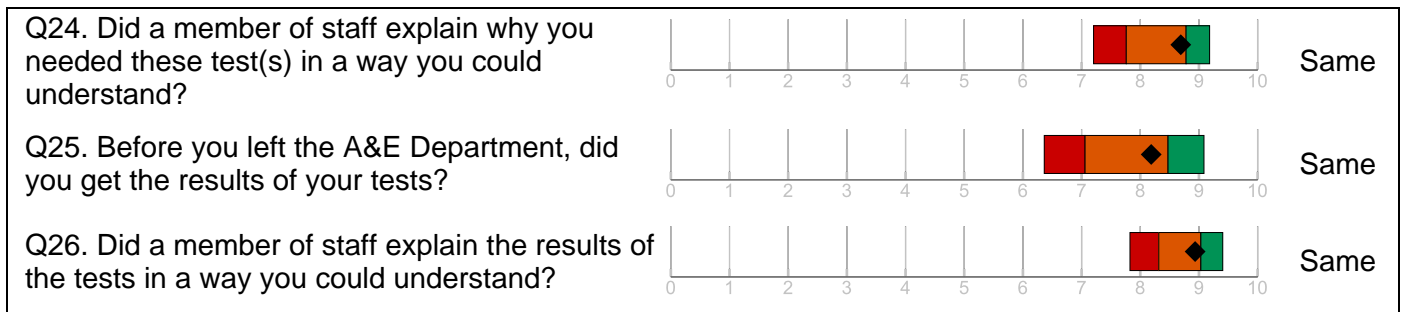 Q24. Did a member of staff explain why you
needed these test(s) in a way you could
understand?
0 1 2 3 4 5 6 7 8 9 10
Same
Q25. Before you left the A&E Department, did
you get the results of your tests?
0 1 2 3 4 5 6 7 8 9 10
Same
Q26. Did a member of staff explain the results of
the tests in a way you could understand?
0 1 2 3 4 5 6 7 8 9 10
Same